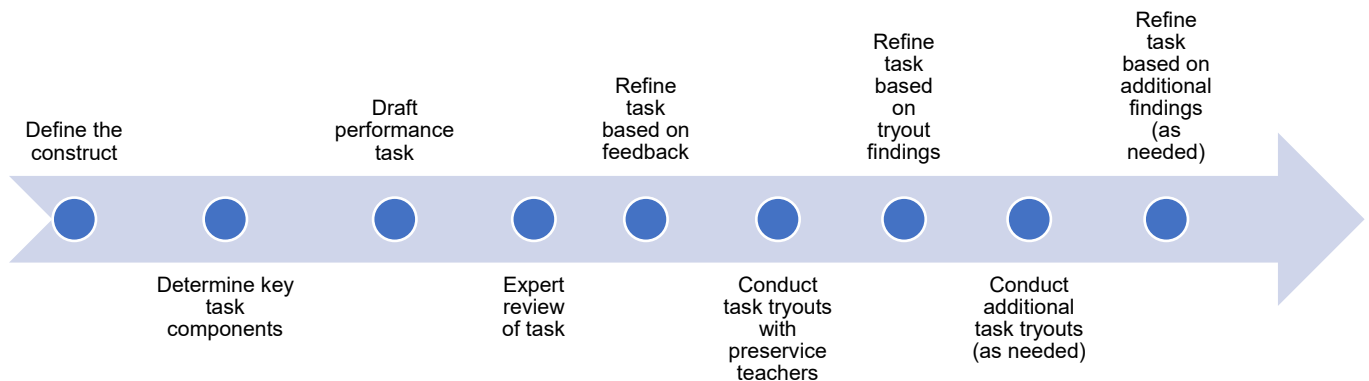 Define the
construct
Determine key
task
components
Draft
performance
task
Expert
review
of task
Refine
task
based on
feedback
Conduct
task tryouts
with
preservice
teachers
Refine
task
based
on
tryout
findings
Conduct
additional
task tryouts
(as needed)
Refine
task
based on
additional
findings
(as
needed)